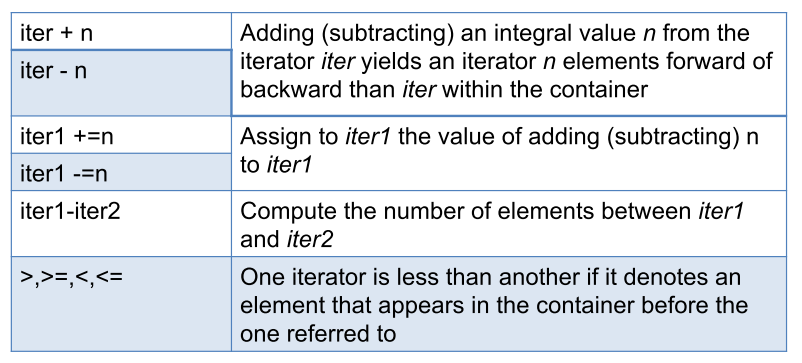 iter + n
iter - n
Adding (subtracting) an integral value n from the
iterator iter yields an iterator n elements forward of
backward than iter within the container
iter1 +=n
iter1 -=n
Assign to iter1 the value of adding (subtracting) n
to iter1
iter1-iter2
Compute the number of elements between iter1
and iter2
>,>=,<,<=
One iterator is less than another if it denotes an
element that appears in the container before the
one referred to